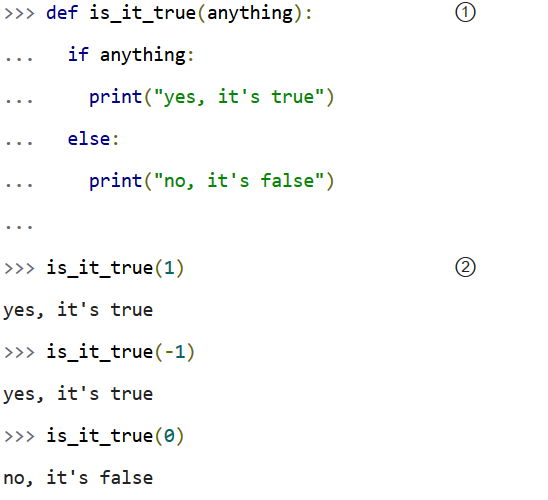 >>> def is_it_true(anything): ①
...   if anything:
...     print("yes, it's true")
...   else:
...     print("no, it's false")
...
>>> is_it_true(1) ②
yes, it's true
>>> is_it_true(-1)
yes, it's true
>>> is_it_true(0)
no, it's false